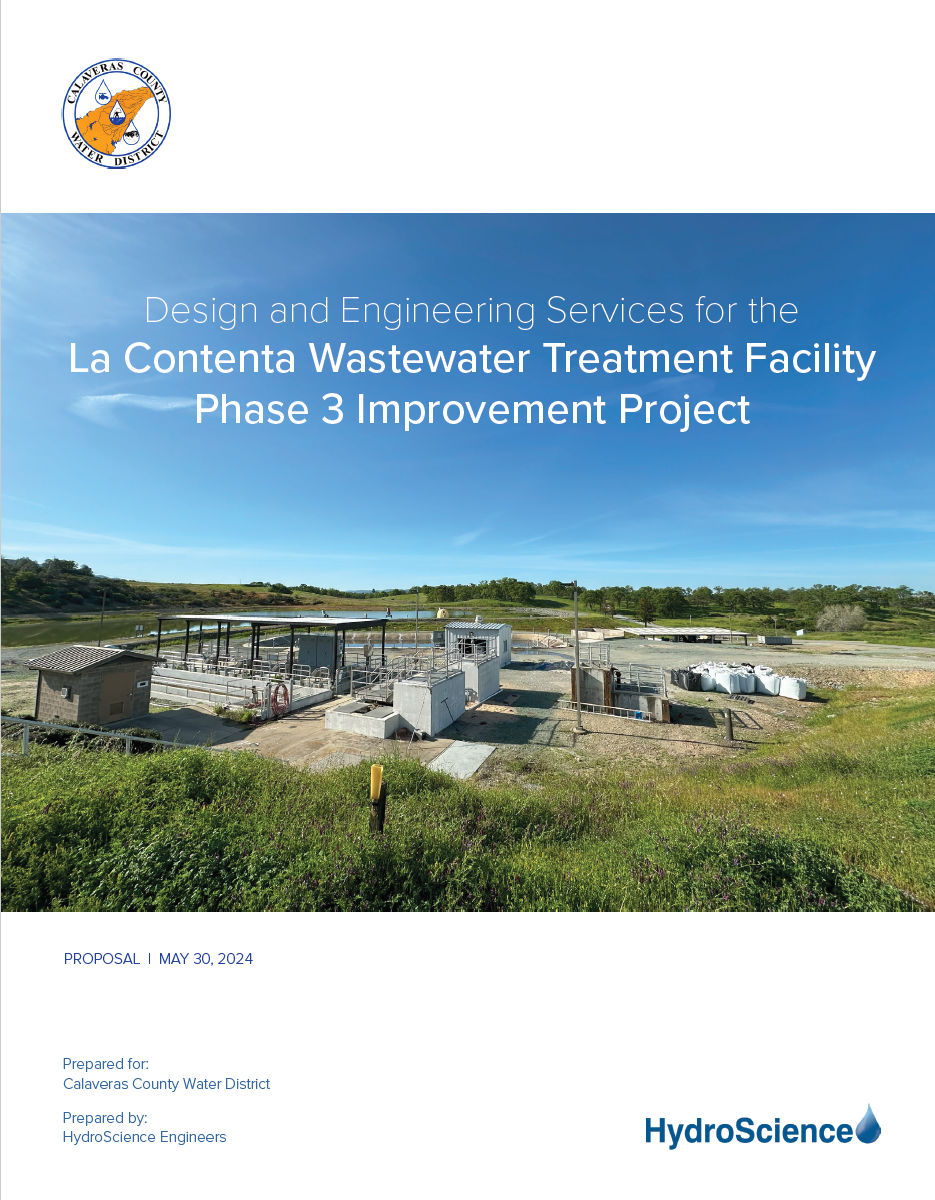 CALAVERAS COUNTY
WATER DISTRICT
Design and Engineering Services for the
La Contenta Wastewater Treatment Facility
Phase 3 Improvement Project
PROPOSAL | MAY 30, 2024
Prepared for:
Calaveras County Water District
Prepared by:
HydroScience Engineers
HydroScience